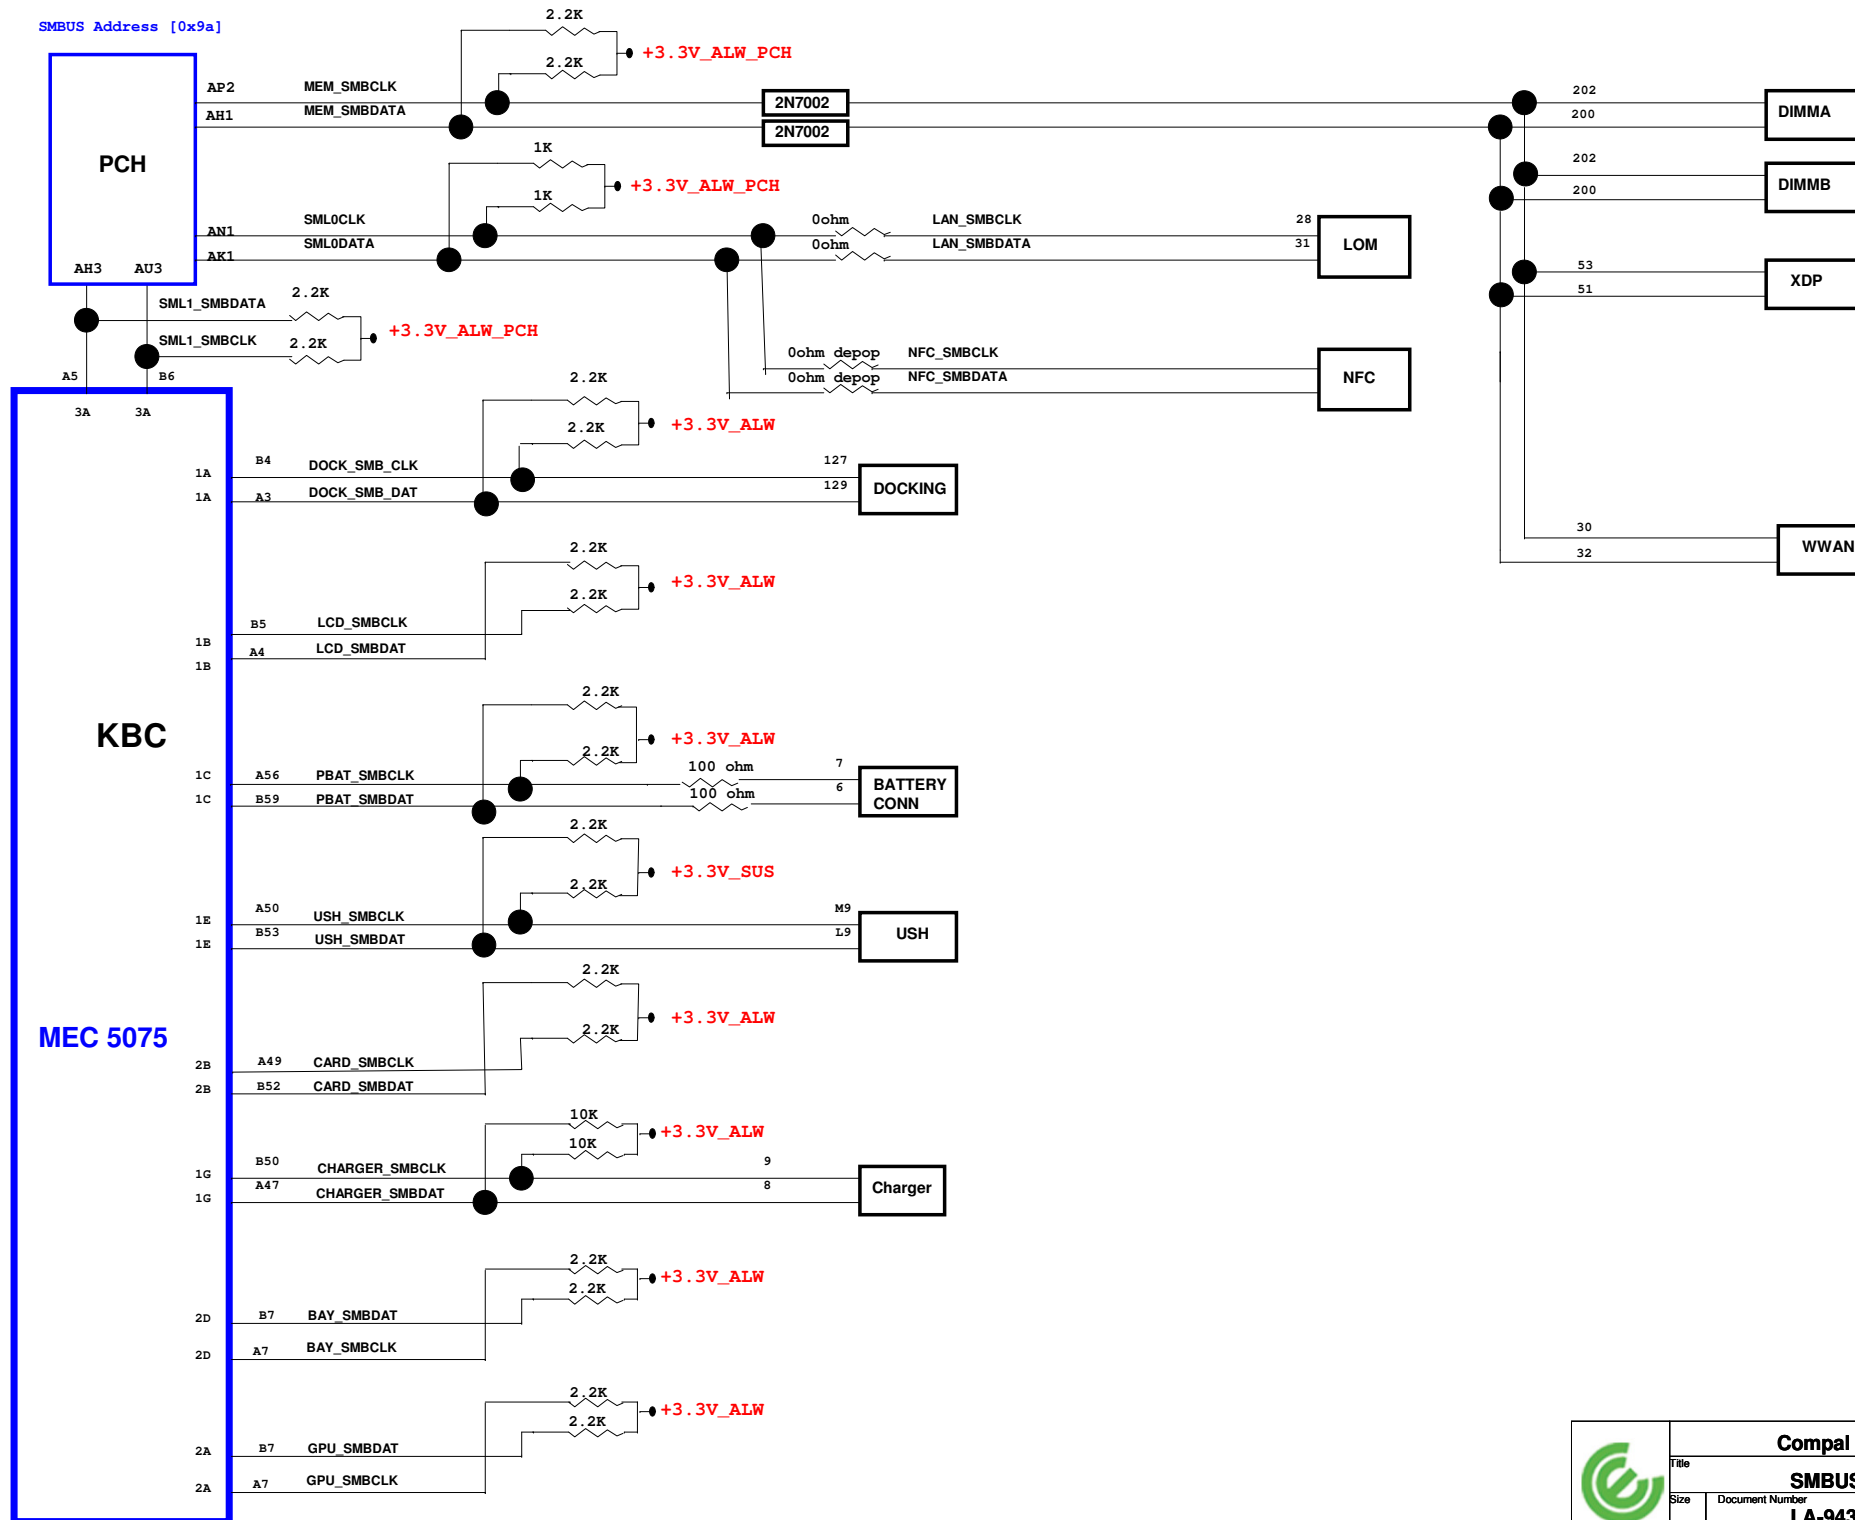 SMBUS Address [0x9a]
2.2K
2.2K
+3.3V_ALW_PCH
AP2 MEM_SMBCLK
AH1 MEM_SMBDATA
2N7002
2N7002
202
200
DIMMA
PCH
1K
1K
+3.3V_ALW_PCH
202
200
DIMMB
AN1 SML0CLK
AK1 SML0DATA
0ohm LAN_SMBCLK 28
0ohm LAN_SMBDATA 31
LOM
AH3 AU3
53
51
XDP
SML1_SMBDATA 2.2K
SML1_SMBCLK 2.2K
+3.3V_ALW_PCH
0ohm depop NFC_SMBCLK
0ohm depop NFC_SMBDATA
NFC
A5 B6
3A 3A
2.2K
2.2K
+3.3V_ALW
1A B4 DOCK_SMB_CLK 127
1A A3 DOCK_SMB_DAT 129
DOCKING
30
32
WWAN
2.2K
2.2K
+3.3V_ALW
1B B5 LCD_SMBCLK
1B A4 LCD_SMBDAT
KBC
2.2K
2.2K
+3.3V_ALW
1C A56 PBAT_SMBCLK 100 ohm 7
1C B59 PBAT_SMBDAT 100 ohm 6
BATTERY
CONN
2.2K
2.2K
+3.3V_SUS
1E A50 USH_SMBCLK M9
1E B53 USH_SMBDAT L9
USH
MEC 5075
2.2K
2.2K
+3.3V_ALW
2B A49 CARD_SMBCLK
2B B52 CARD_SMBDAT
10K
10K
+3.3V_ALW
1G B50 CHARGER_SMBCLK 9
1G A47 CHARGER_SMBDAT 8
Charger
2.2K
2.2K
+3.3V_ALW
2D B7 BAY_SMBDAT
2D A7 BAY_SMBCLK
2.2K
2.2K
+3.3V_ALW
2A B7 GPU_SMBDAT
2A A7 GPU_SMBCLK
Compal
Title
SMBUS
Size Document Number
LA-943